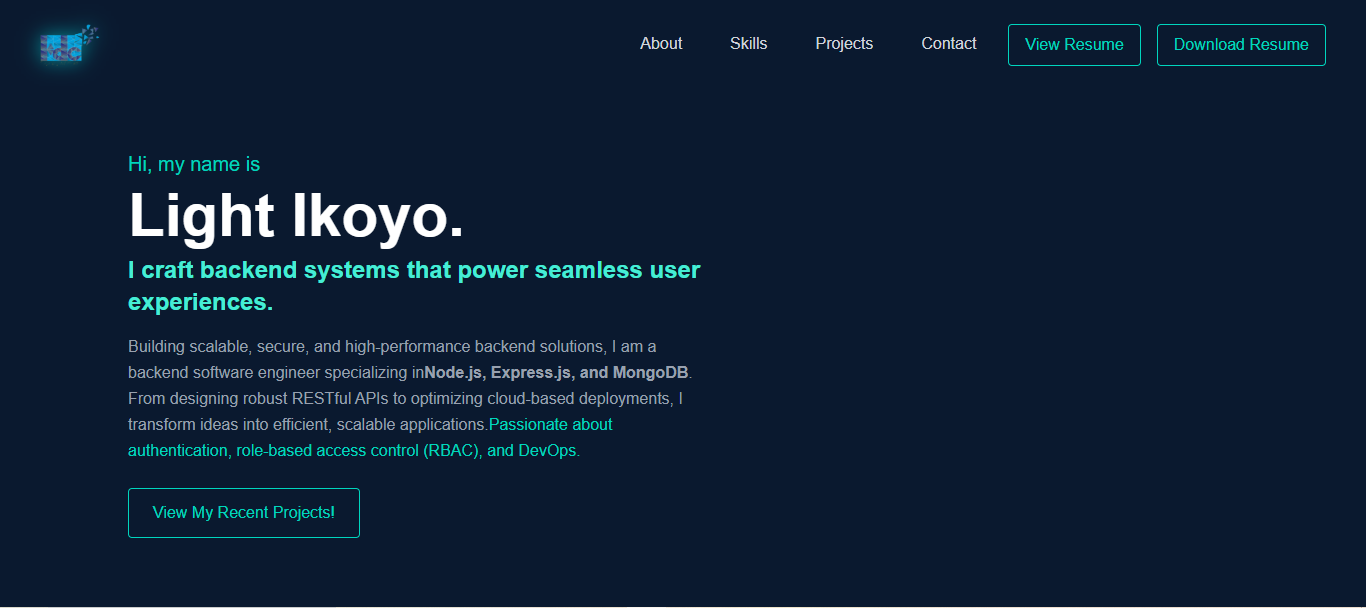 About Skills Projects Contact View Resume Download Resume
Hi, my name is
Light Ikoyo.
I craft backend systems that power seamless user
experiences.
Building scalable, secure, and high-performance backend solutions, I am a
backend software engineer specializing inNode.js, Express.js, and MongoDB.
From designing robust RESTful APIs to optimizing cloud-based deployments, I
transform ideas into efficient, scalable applications.Passionate about
authentication, role-based access control (RBAC), and DevOps.
View My Recent Projects!